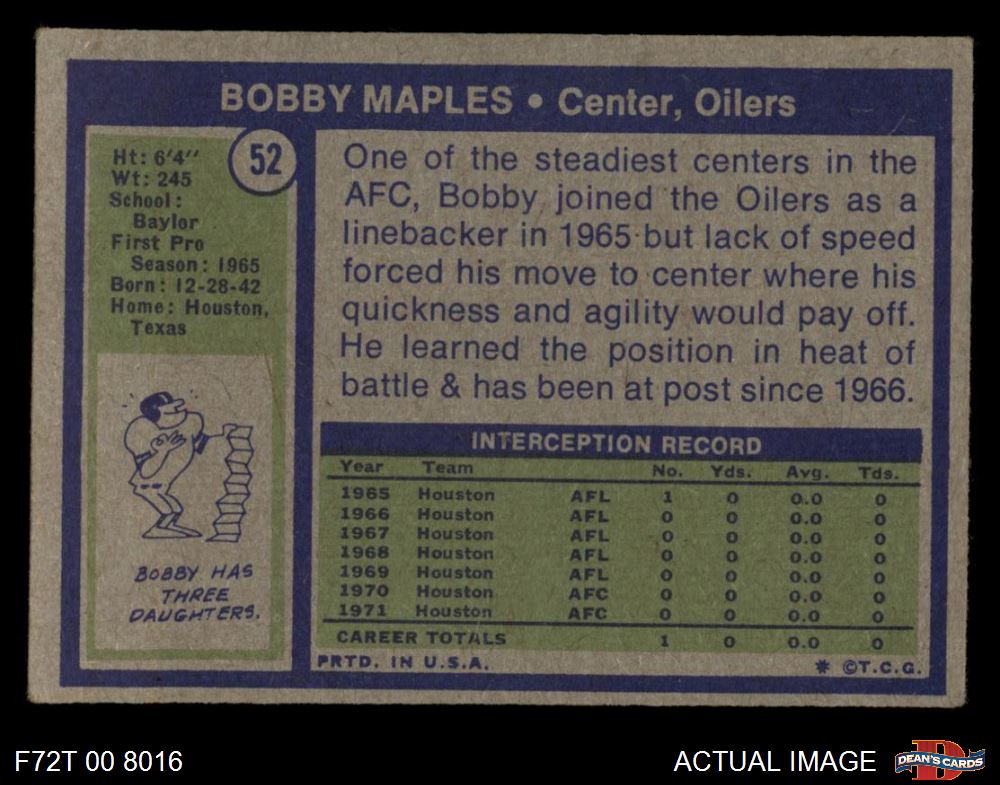 BOBBY MAPLES • Center, Oilers
52
Ht: 6'4''
Wt: 245
School:
Baylor
First Pro
Season: 1965
Born: 12-28-42
Home: Houston,
Texas
BOBBY HAS
THREE
DAUGHTERS.
One of the steadiest centers in the
AFC, Bobby joined the Oilers as a
linebacker in 1965 but lack of speed
forced his move to center where his
quickness and agility would pay off.
He learned the position in heat of
battle & has been at post since 1966.
INTERCEPTION RECORD
Year Team No. Yds. Avg. Tds.
1965 Houston AFL 1 0 0.0 0
1966 Houston AFL 0 0 0.0 0
1967 Houston AFL 0 0 0.0 0
1968 Houston AFL 0 0 0.0 0
1969 Houston AFL 0 0 0.0 0
1970 Houston AFC 0 0 0.0 0
1971 Houston AFC 0 0 0.0 0
CAREER TOTALS 1 0 0.0 0
PRTD. IN U.S.A. * ©T.C.G.
F72T 00 8016 ACTUAL IMAGE
D
DEAN'S CARDS